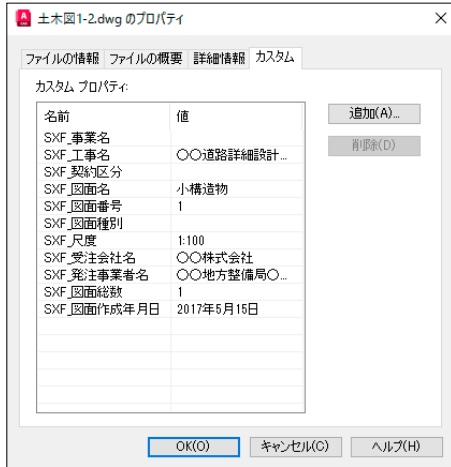 土木図1-2.dwg のプロパティ
ファイルの情報 ファイルの概要 詳細情報 カスタム
カスタム プロパティ:
名前 値
追加(A)...
削除(D)
SXF_事業名
SXF_工事名 〇〇道路詳細設計...
SXF_契約区分
SXF_図面名 小構造物
SXF_図面番号 1
SXF_図面種別
SXF_尺度 1:100
SXF_受注会社名 〇〇株式会社
SXF_発注事業者名 〇〇地方整備局〇...
SXF_図面総数 1
SXF_図面作成年月日 2017年5月15日
OK(O) キャンセル(C) ヘルプ(H)